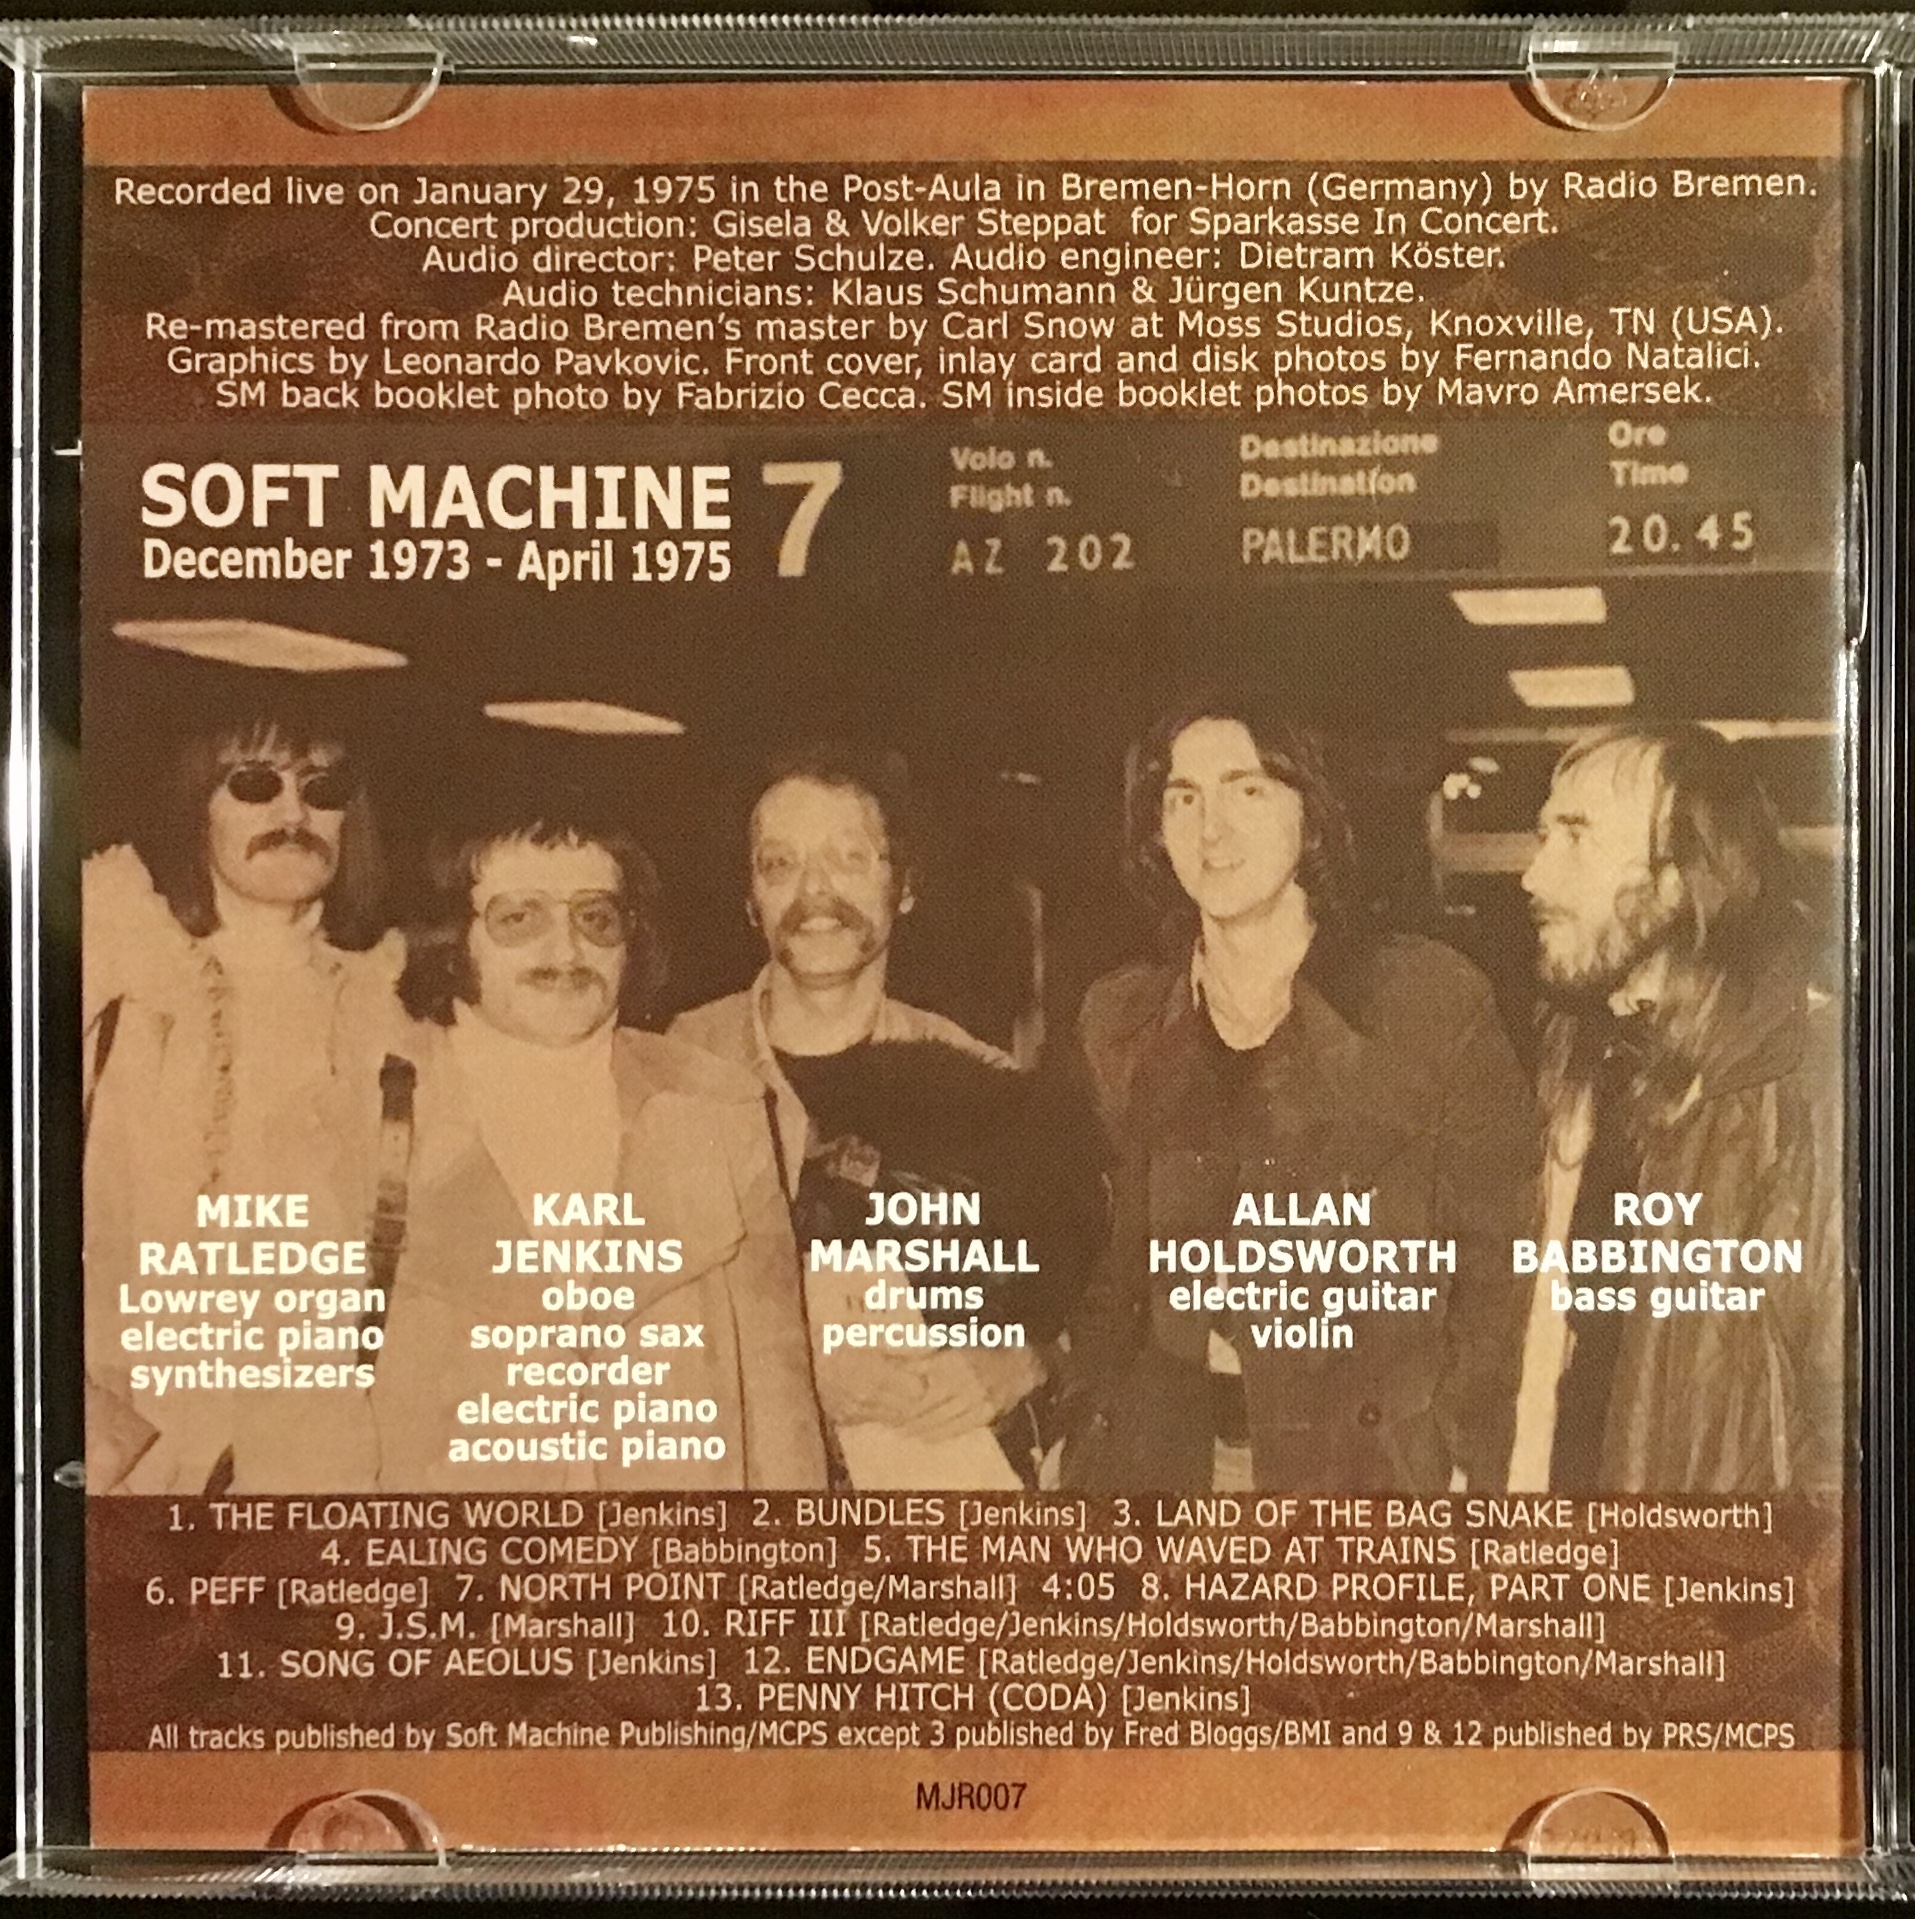 Recorded live on January 29, 1975 in the Post-Aula in Bremen-Horn (Germany) by Radio Bremen.
Concert production: Gisela & Volker Steppat for Sparkasse In Concert.
Audio director: Peter Schulze. Audio engineer: Dietram Köster.
Audio technicians: Klaus Schumann & Jürgen Kuntze.
Re-mastered from Radio Bremen's master by Carl Snow at Moss Studios, Knoxville, TN (USA).
Graphics by Leonardo Pavkovic. Front cover, inlay card and disk photos by Fernando Natalici.
SM back booklet photo by Fabrizio Cecca. SM inside booklet photos by Mavro Amersek.
SOFT MACHINE 7
December 1973 - April 1975
Volo n. Destinazione Ore
Flight n. Destination Time
AZ 202 PALERMO 20.45
MIKE
RATLEDGE
Lowrey organ
electric piano
synthesizers
KARL
JENKINS
oboe
soprano sax
recorder
electric piano
acoustic piano
JOHN
MARSHALL
drums
percussion
ALLAN
HOLDSWORTH
electric guitar
violin
ROY
BABBINGTON
bass guitar
1. THE FLOATING WORLD [Jenkins] 2. BUNDLES [Jenkins] 3. LAND OF THE BAG SNAKE [Holdsworth]
4. EALING COMEDY [Babbington] 5. THE MAN WHO WAVED AT TRAINS [Ratledge]
6. PEFF [Ratledge] 7. NORTH POINT [Ratledge/Marshall] 4:05 8. HAZARD PROFILE, PART ONE [Jenkins]
9. J.S.M. [Marshall] 10. RIFF III [Ratledge/Jenkins/Holdsworth/Babbington/Marshall]
11. SONG OF AEOLUS [Jenkins] 12. ENDGAME [Ratledge/Jenkins/Holdsworth/Babbington/Marshall]
13. PENNY HITCH (CODA) [Jenkins]
All tracks published by Soft Machine Publishing/MCPS except 3 published by Fred Bloggs/BMI and 9 & 12 published by PRS/MCPS
MJR007